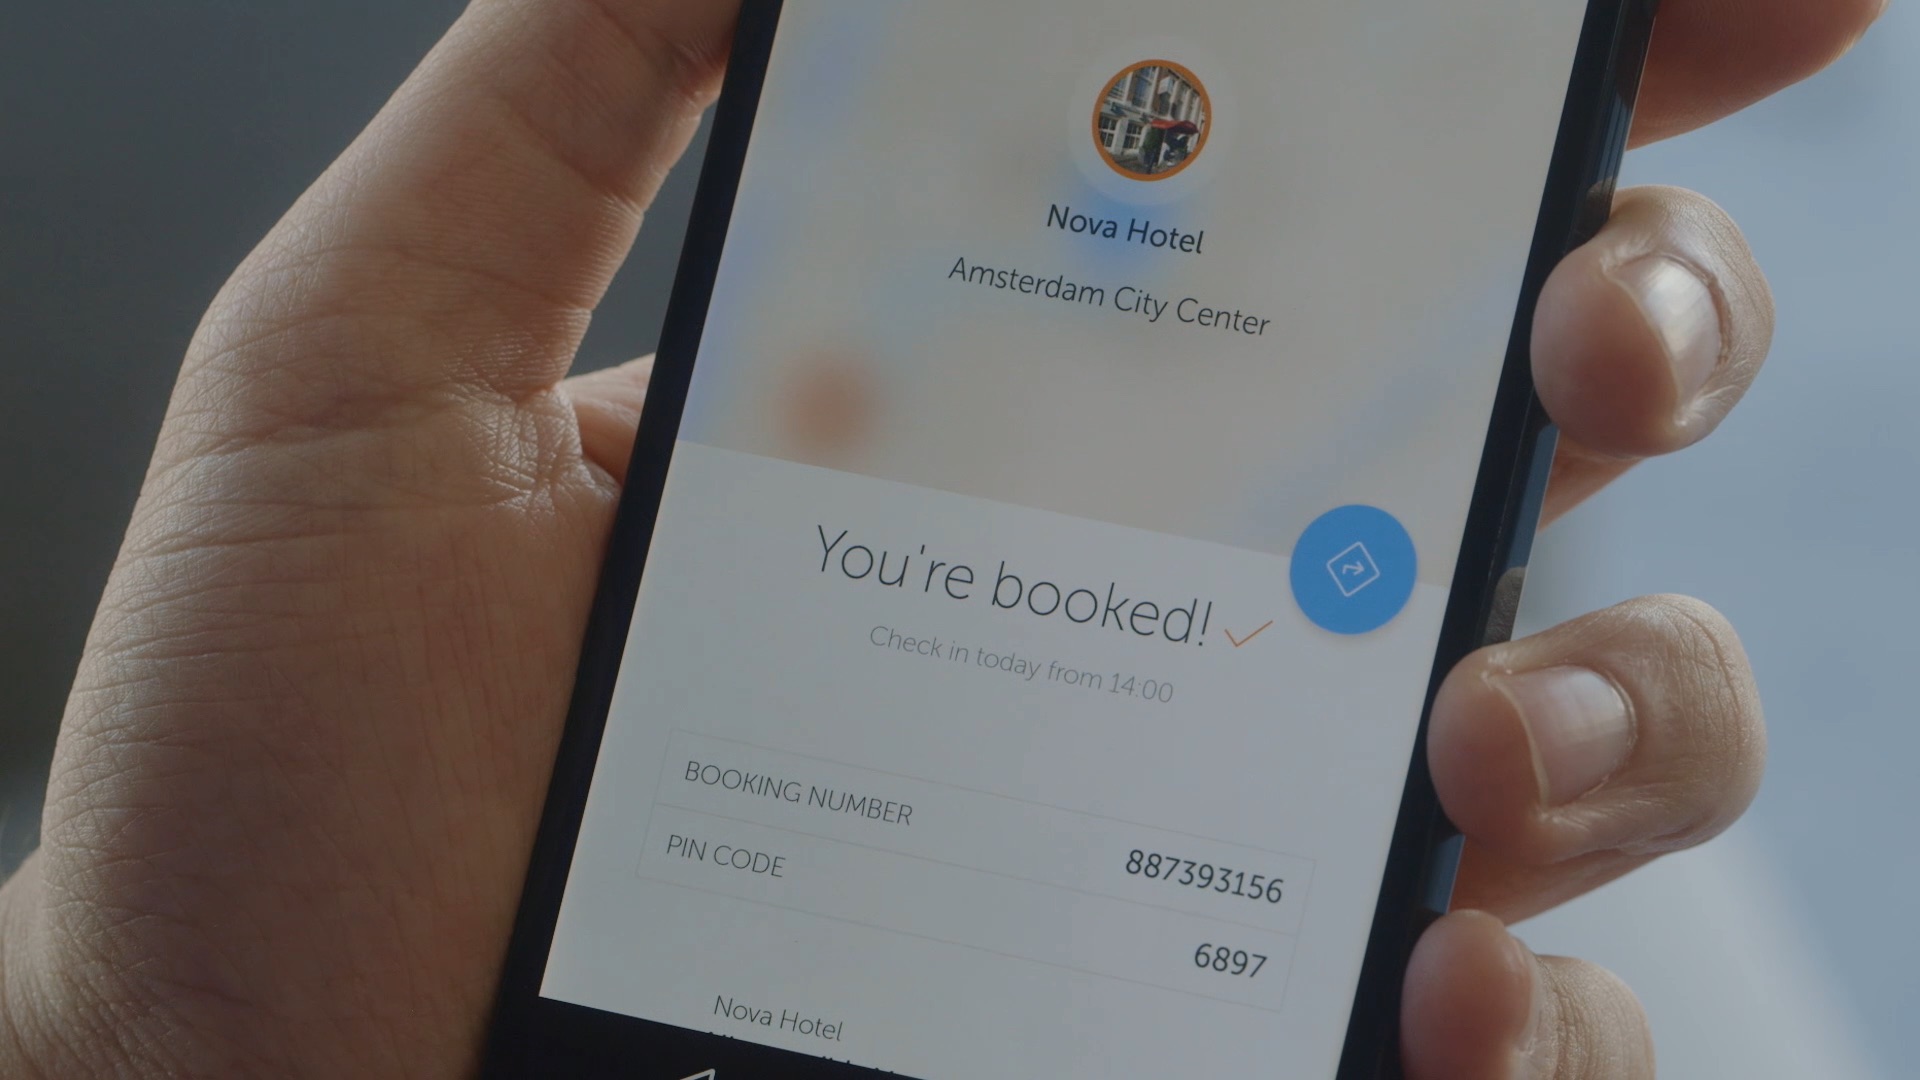 Nova Hotel
Amsterdam City Center
You're booked!
Check in today from 14:00
BOOKING NUMBER 887393156
PIN CODE 6897
Nova Hotel